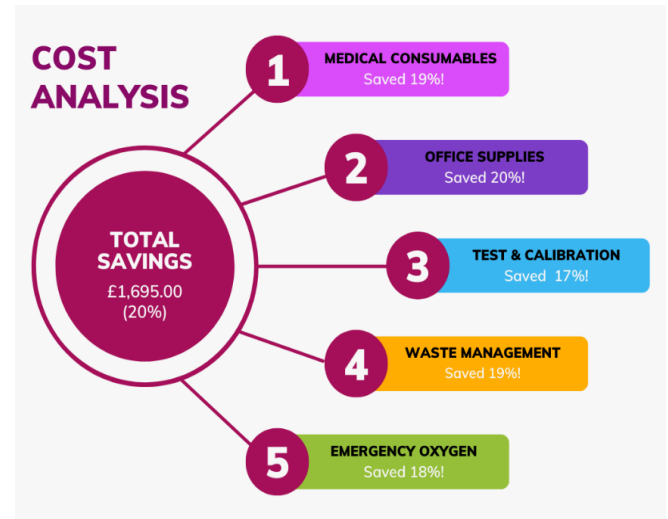 COST
ANALYSIS
1
MEDICAL CONSUMABLES
Saved 19%!
2
OFFICE SUPPLIES
Saved 20%!
TOTAL
SAVINGS
£1,695.00
(20%)
3
TEST & CALIBRATION
Saved 17%!
4
WASTE MANAGEMENT
Saved 19%!
5
EMERGENCY OXYGEN
Saved 18%!